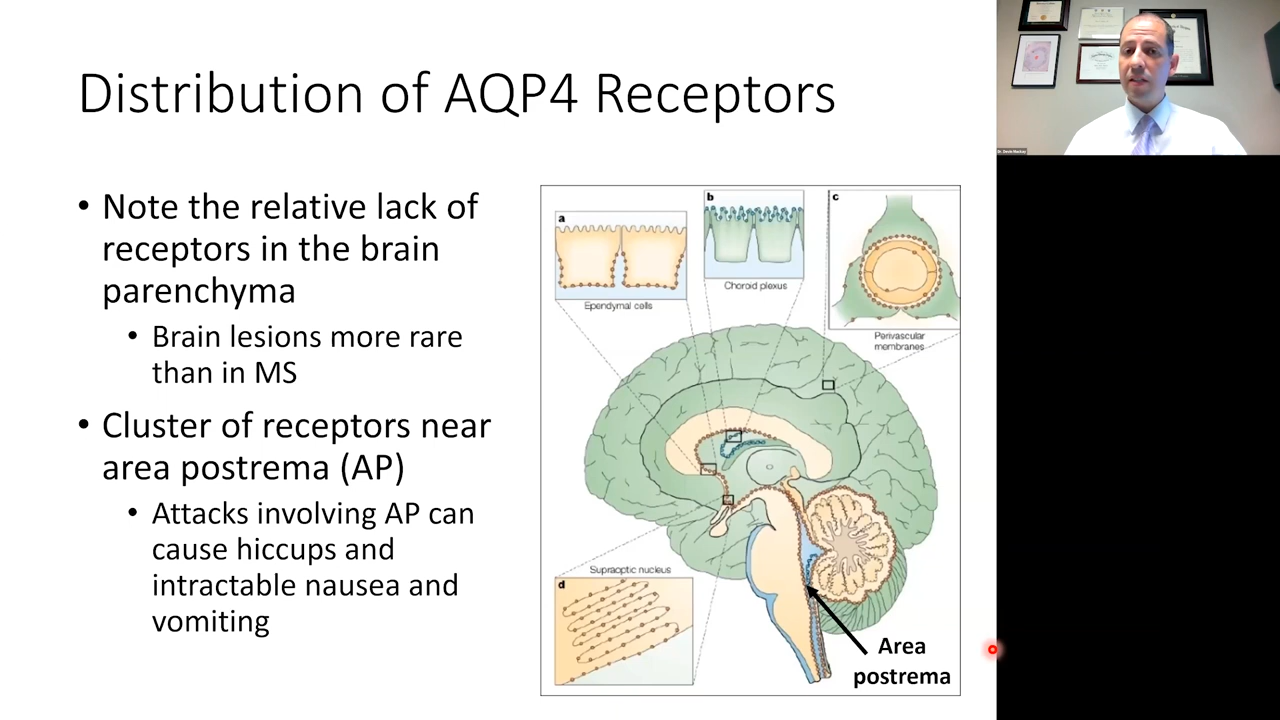 Distribution of AQP4 Receptors
• Note the relative lack of
receptors in the brain
parenchyma
• Brain lesions more rare
than in MS
• Cluster of receptors near
area postrema (AP)
• Attacks involving AP can
cause hiccups and
intractable nausea and
vomiting
a
Ependymal cells
b
Choroid plexus
c
Perivascular
membranes
Supraoptic nucleus
d
Area
postrema